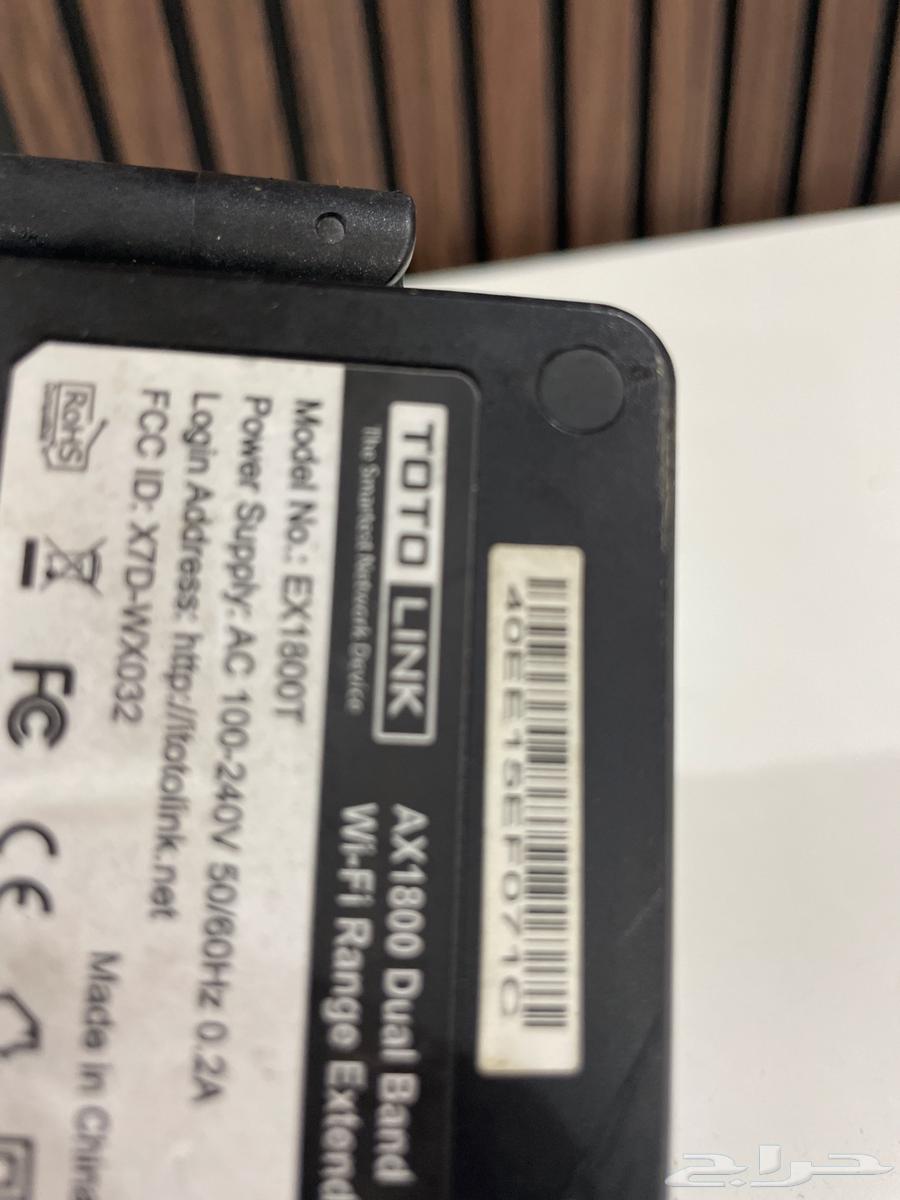 TOTO LINK
The Smartest Network Device
AX1800 Dual Band
Wi-Fi Range Extend
Model No.: EX1800T
Power Supply: AC 100-240V 50/60Hz 0.2A
Login Address: http://itotolink.net
FCC ID: X7D-WX032
Made in China
RoHS
FC
CE
40EE15EF071C
حراج